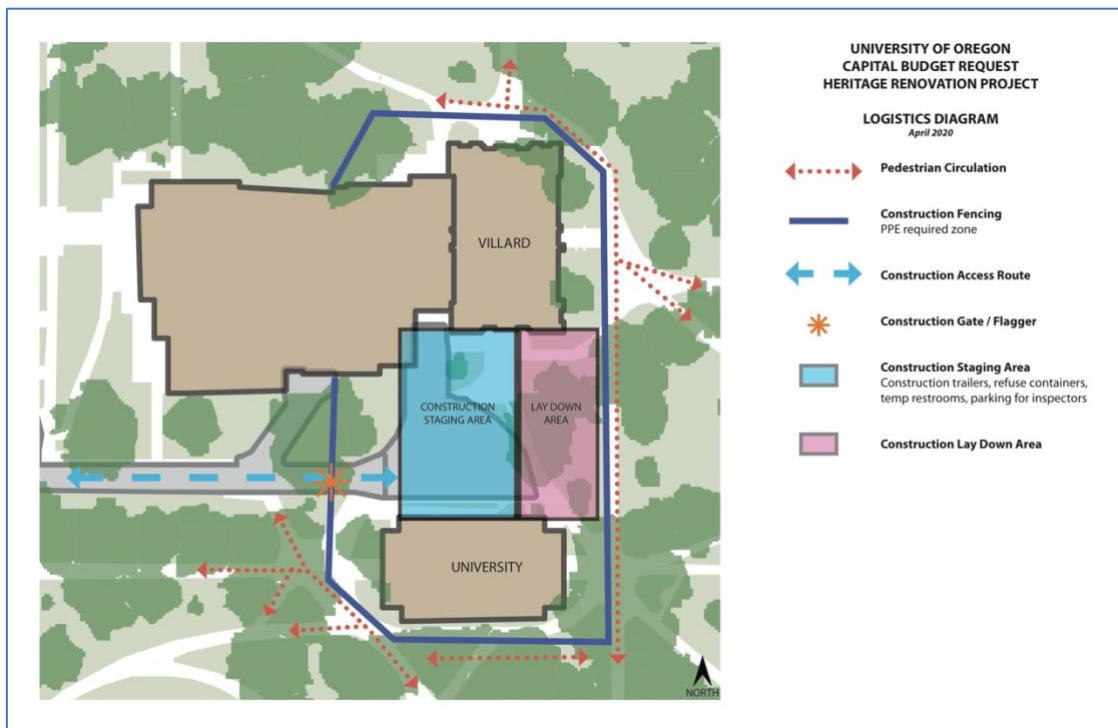 UNIVERSITY OF OREGON
CAPITAL BUDGET REQUEST
HERITAGE RENOVATION PROJECT
LOGISTICS DIAGRAM
April 2020
Pedestrian Circulation
Construction Fencing
PPE required zone
Construction Access Route
Construction Gate / Flagger
Construction Staging Area
Construction trailers, refuse containers,
temp restrooms, parking for inspectors
Construction Lay Down Area
VILLARD
CONSTRUCTION
STAGING AREA
LAY DOWN
AREA
UNIVERSITY
NORTH